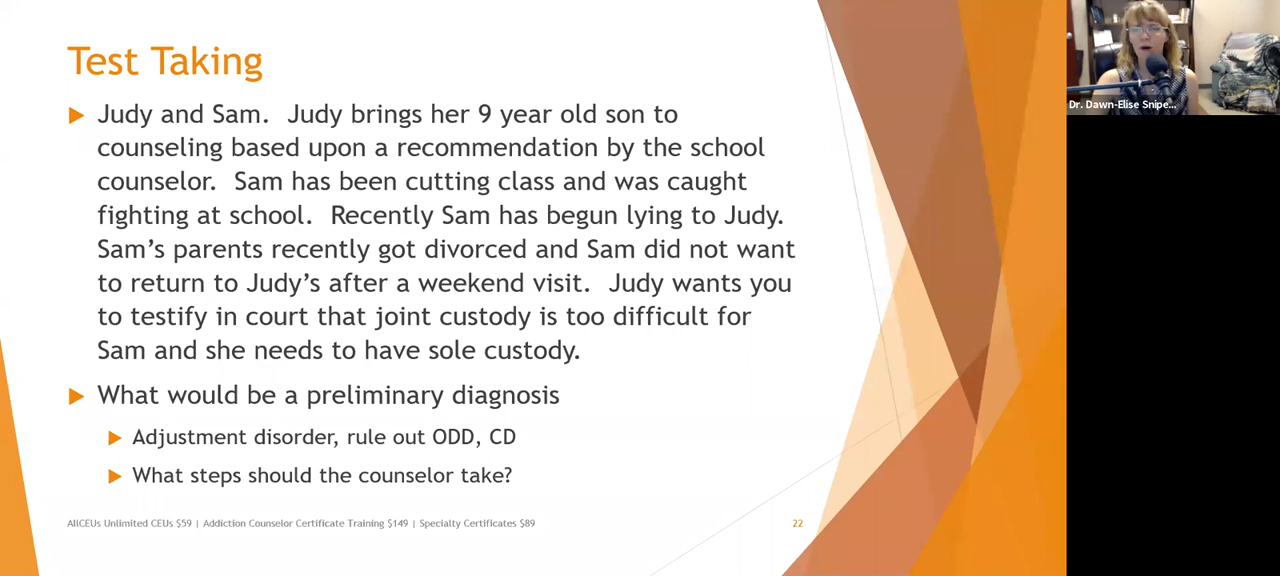 Test Taking
Judy and Sam.  Judy brings her 9 year old son to
counseling based upon a recommendation by the school
counselor.  Sam has been cutting class and was caught
fighting at school.  Recently Sam has begun lying to Judy.
Sam’s parents recently got divorced and Sam did not want
to return to Judy’s after a weekend visit.  Judy wants you
to testify in court that joint custody is too difficult for
Sam and she needs to have sole custody.
What would be a preliminary diagnosis
Adjustment disorder, rule out ODD, CD
What steps should the counselor take?
AllCEUs Unlimited CEUs $59 | Addiction Counselor Certificate Training $149 | Specialty Certificates $89
22
Dr. Dawn-Elise Snipe...